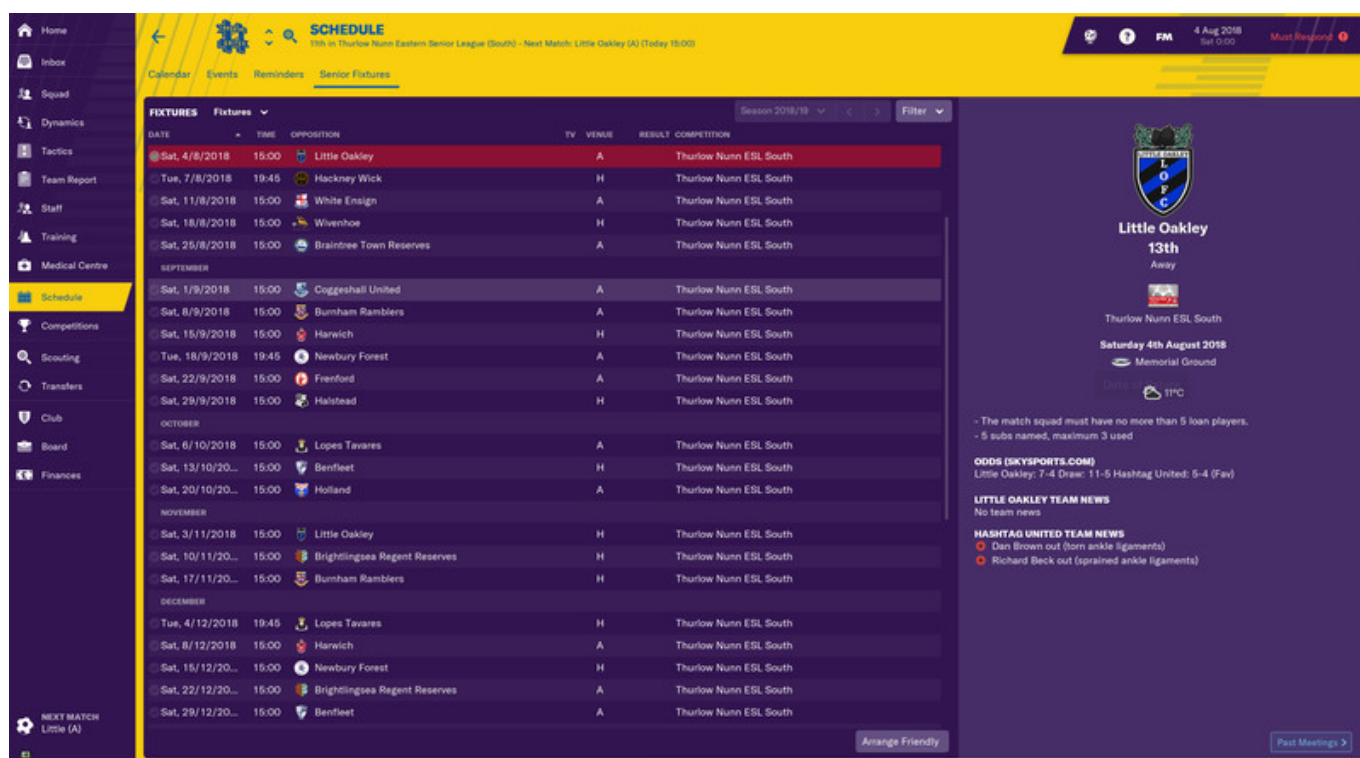 Home
Inbox
Squad
Dynamics
Tactics
Team Report
Staff
Training
Medical Centre
Schedule
Competitions
Scouting
Transfers
Club
Board
Finances
NEXT MATCH
Little (A)
SCHEDULE
11th in Thurlow Nunn Eastern Senior League (South) - Next Match: Little Oakley (A) (Today 15:00)
Calendar Events Reminders Senior Fixtures
FM
4 Aug 2018
Sat 0:00
Must Respond
FIXTURES Fixtures
Season 2018/19
Filter
DATE TIME OPPOSITION TV VENUE RESULT COMPETITION
Sat, 4/8/2018 15:00 Little Oakley A Thurlow Nunn ESL South
Tue, 7/8/2018 19:45 Hackney Wick H Thurlow Nunn ESL South
Sat, 11/8/2018 15:00 White Ensign A Thurlow Nunn ESL South
Sat, 18/8/2018 15:00 Wivenhoe H Thurlow Nunn ESL South
Sat, 25/8/2018 15:00 Braintree Town Reserves A Thurlow Nunn ESL South
SEPTEMBER
Sat, 1/9/2018 15:00 Coggeshall United A Thurlow Nunn ESL South
Sat, 8/9/2018 15:00 Burnham Ramblers A Thurlow Nunn ESL South
Sat, 15/9/2018 15:00 Harwich H Thurlow Nunn ESL South
Tue, 18/9/2018 19:45 Newbury Forest A Thurlow Nunn ESL South
Sat, 22/9/2018 15:00 Frenford A Thurlow Nunn ESL South
Sat, 29/9/2018 15:00 Halstead H Thurlow Nunn ESL South
OCTOBER
Sat, 6/10/2018 15:00 Lopes Tavares A Thurlow Nunn ESL South
Sat, 13/10/20... 15:00 Benfleet H Thurlow Nunn ESL South
Sat, 20/10/20... 15:00 Holland A Thurlow Nunn ESL South
NOVEMBER
Sat, 3/11/2018 15:00 Little Oakley H Thurlow Nunn ESL South
Sat, 10/11/20... 15:00 Brightlingsea Regent Reserves H Thurlow Nunn ESL South
Sat, 17/11/20... 15:00 Burnham Ramblers H Thurlow Nunn ESL South
DECEMBER
Tue, 4/12/2018 19:45 Lopes Tavares H Thurlow Nunn ESL South
Sat, 8/12/2018 15:00 Harwich A Thurlow Nunn ESL South
Sat, 15/12/20... 15:00 Newbury Forest H Thurlow Nunn ESL South
Sat, 22/12/20... 15:00 Brightlingsea Regent Reserves A Thurlow Nunn ESL South
Sat, 29/12/20... 15:00 Benfleet A Thurlow Nunn ESL South
Arrange Friendly
LITTLE OAKLEY
L
O
F
C
Little Oakley
13th
Away
Thurlow Nunn ESL South
Saturday 4th August 2018
Memorial Ground
11°C
- The match squad must have no more than 5 loan players.
- 5 subs named, maximum 3 used
ODDS (SKYSPORTS.COM)
Little Oakley: 7-4 Draw: 11-5 Hashtag United: 5-4 (Fav)
LITTLE OAKLEY TEAM NEWS
No team news
HASHTAG UNITED TEAM NEWS
Dan Brown out (torn ankle ligaments)
Richard Beck out (sprained ankle ligaments)
Past Meetings >